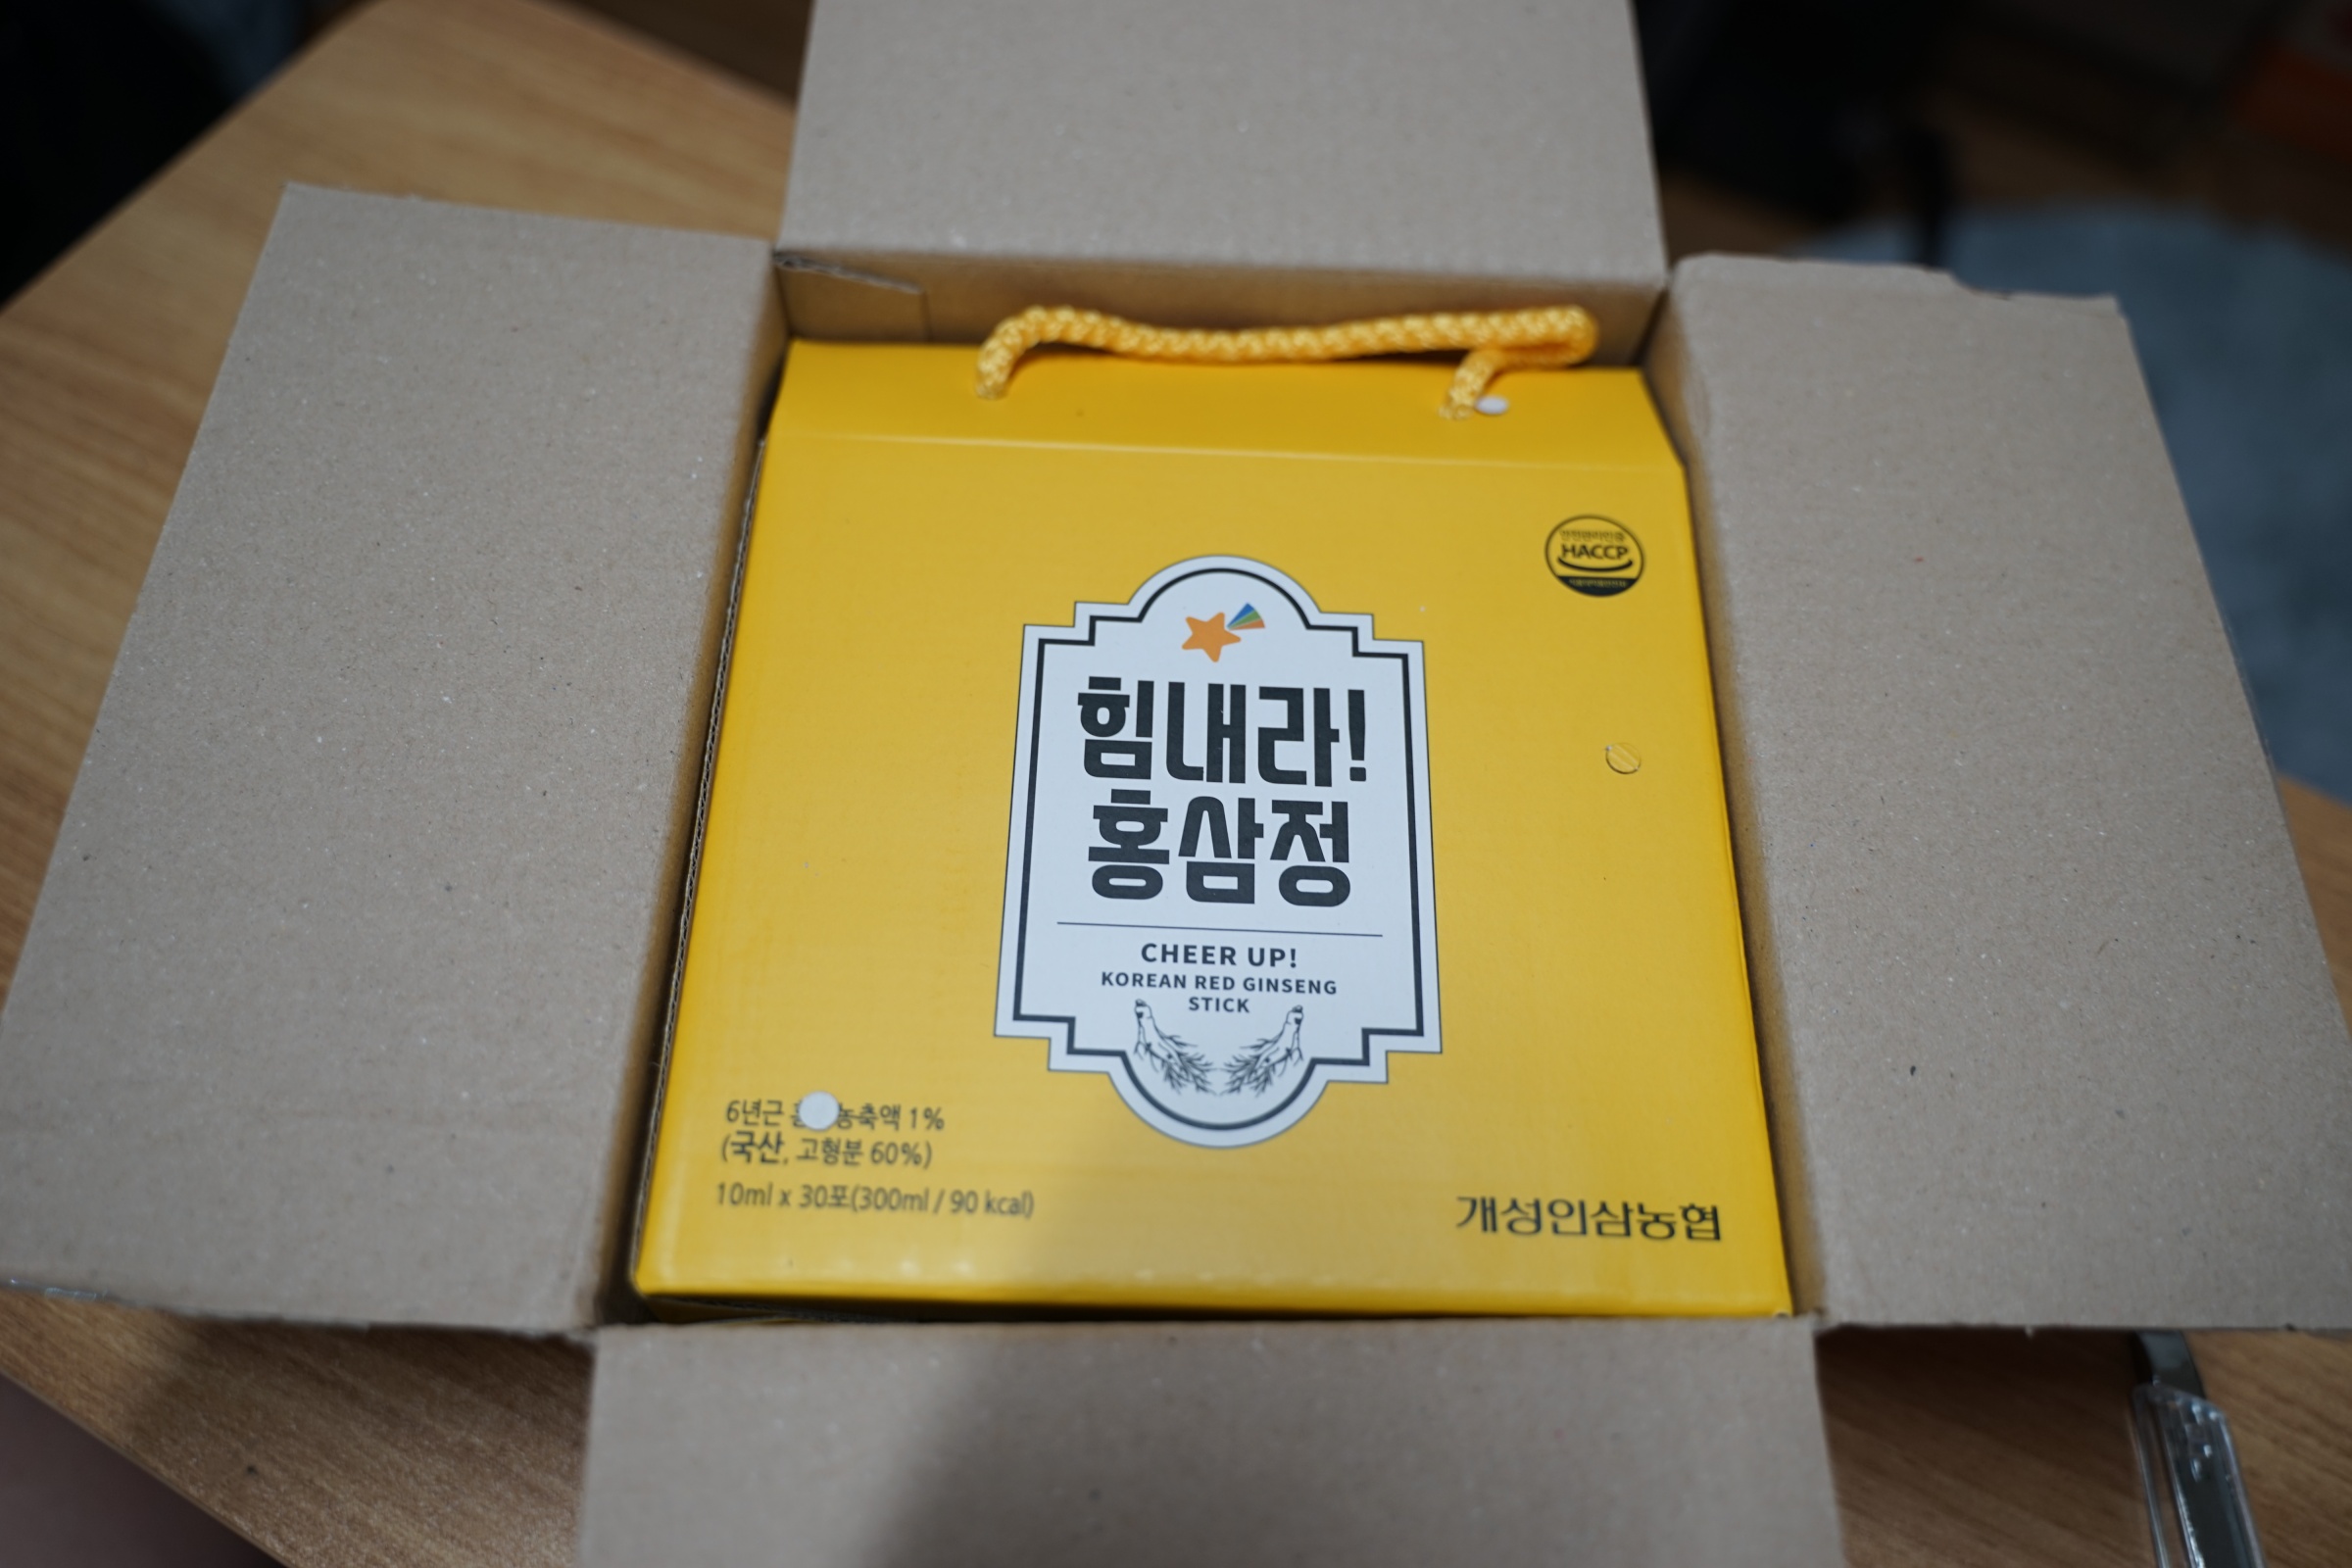 HACCP
힘내라!
홍삼정
CHEER UP!
KOREAN RED GINSENG
STICK
6년근 농축액 1%
(국산, 고형분 60%)
10ml x 30포(300ml / 90 kcal)
개성인삼농협